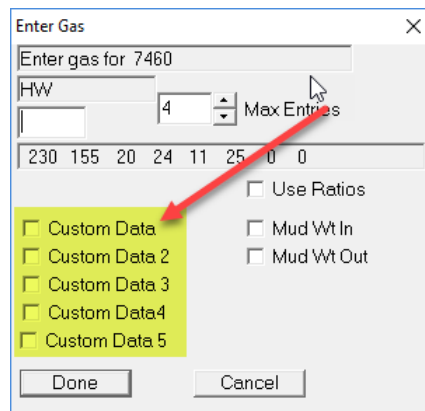 Enter Gas
Enter gas for 7460
HW
4 Max Entries
230 155 20 24 11 25 0 0
Use Ratios
Custom Data Mud Wt In
Custom Data 2 Mud Wt Out
Custom Data 3
Custom Data4
Custom Data 5
Done Cancel